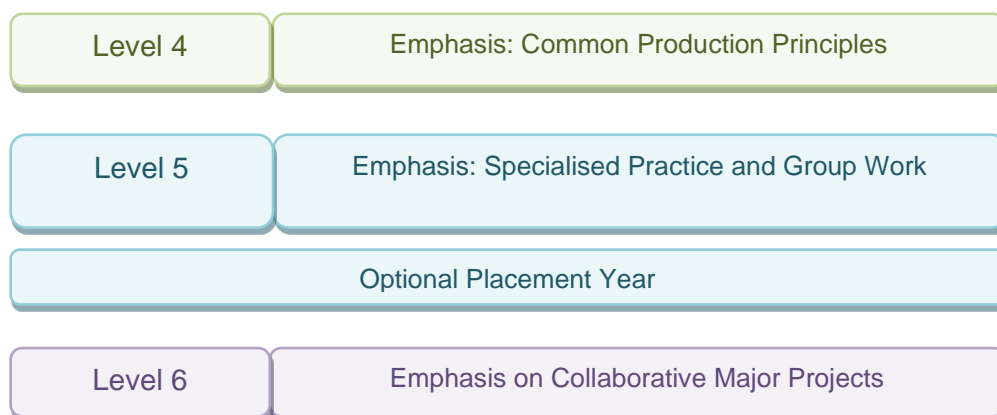 Level 4
Emphasis: Common Production Principles
Level 5
Emphasis: Specialised Practice and Group Work
Optional Placement Year
Level 6
Emphasis on Collaborative Major Projects